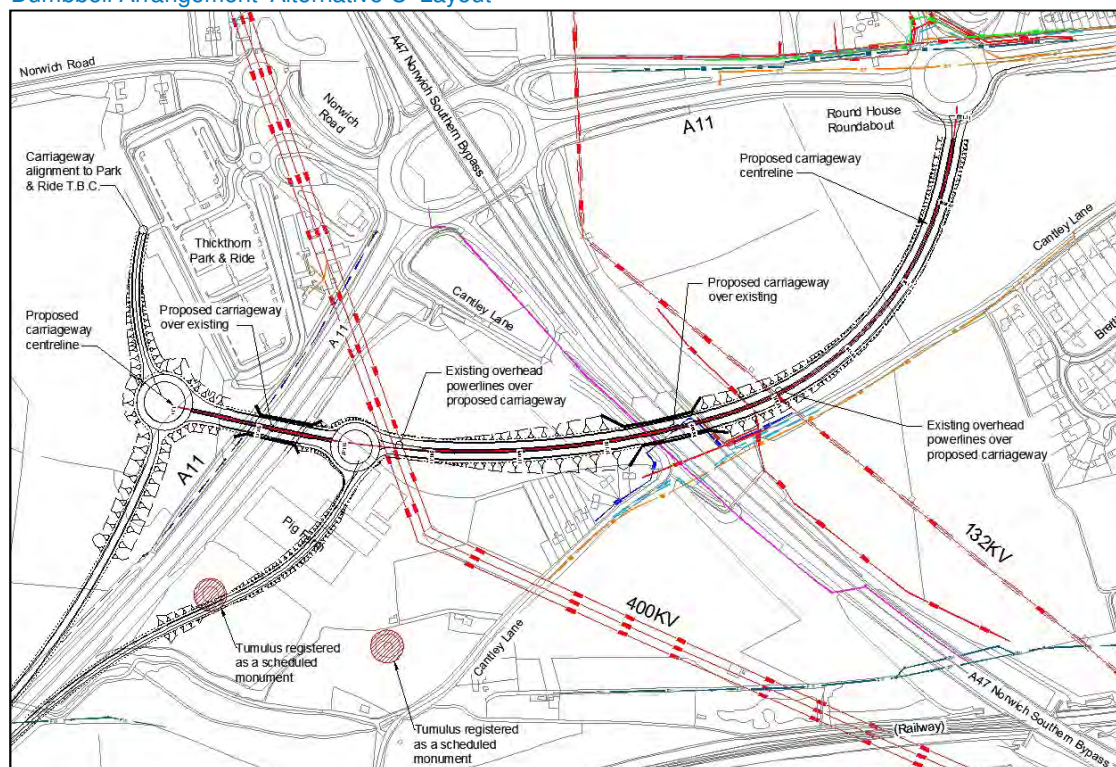 Dumbbell Arrangement Alternative C Layout
Norwich Road
Norwich
Road
A47 Norwich Southern Bypass
A11
Round House
Roundabout
Carriageway
alignment to Park
& Ride T.B.C.
Proposed carriageway
centreline
Cantley Lane
Thickthorn
Park & Ride
Cantley Lane
Proposed carriageway
over existing
Proposed
carriageway
centreline
Proposed carriageway
over existing
A11
Existing overhead
powerlines over
proposed carriageway
Existing overhead
powerlines over
proposed carriageway
A11
Pig
132KV
400KV
Tumulus registered
as a scheduled
monument
Cantley Lane
Tumulus registered
as a scheduled
monument
(Railway)
A47 Norwich Southern Bypass